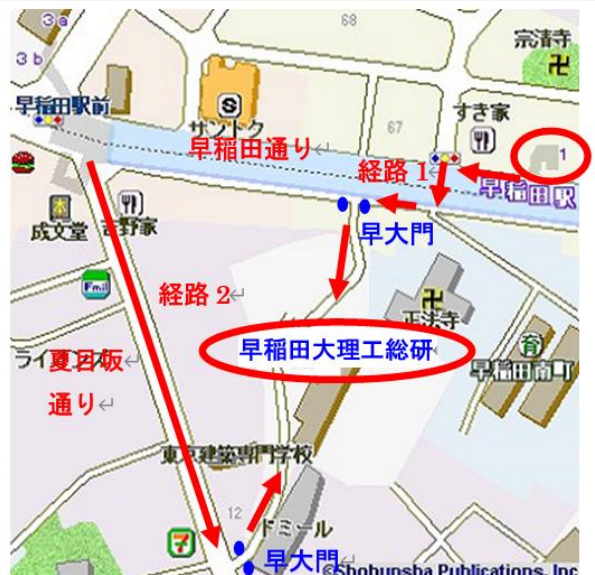 3a
68
宗清寺
3b
早稲田駅前
S
サントク
67
すき家
1
早稲田通り
経路1
早稲田駅
成文堂
吉野家
早大門
Fmil
経路2
正法寺
早稲田大理工総研
育
早稲田南町
夏目坂
通り
東京建築専門学校
12
ドミール
7
早大門
©Shobunsha Publications, Inc